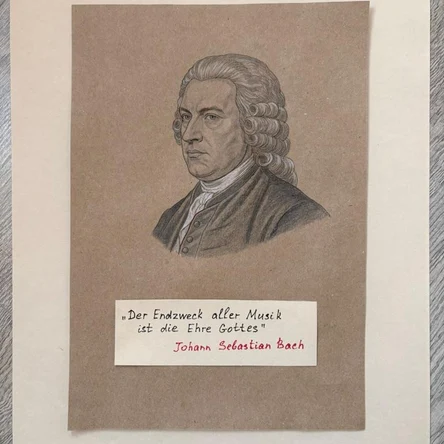 „Der Endzweck aller Musik
ist die Ehre Gottes"
Johann Sebastian Bach